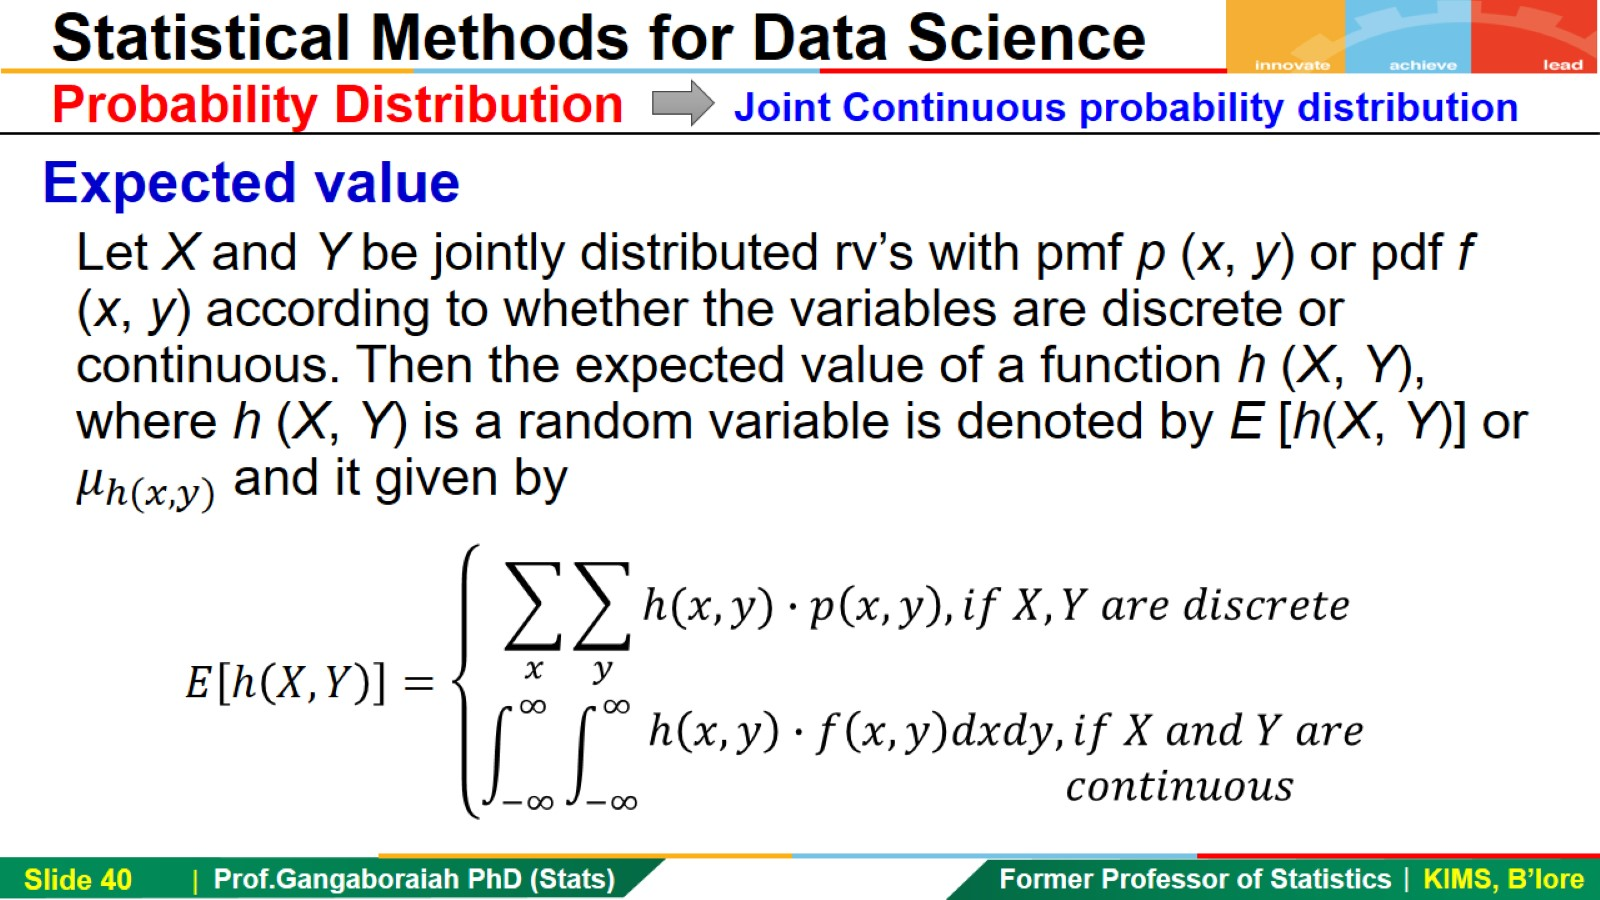 Statistical Methods for Data Science
innovate achieve lead
Probability Distribution Joint Continuous probability distribution
Expected value
Let X and Y be jointly distributed rv’s with pmf p (x, y) or pdf f
(x, y) according to whether the variables are discrete or
continuous. Then the expected value of a function h (X, Y),
where h (X, Y) is a random variable is denoted by E [h(X, Y)] or
μh(x,y) and it given by
∑∑ h(x, y) · p(x, y), if X, Y are discrete
x y
E[h(X, Y)] = {
∞ ∞
∫ ∫ h(x, y) · f(x, y)dxdy, if X and Y are
−∞ −∞ continuous
Slide 40 | Prof.Gangaboraiah PhD (Stats) Former Professor of Statistics | KIMS, B’lore